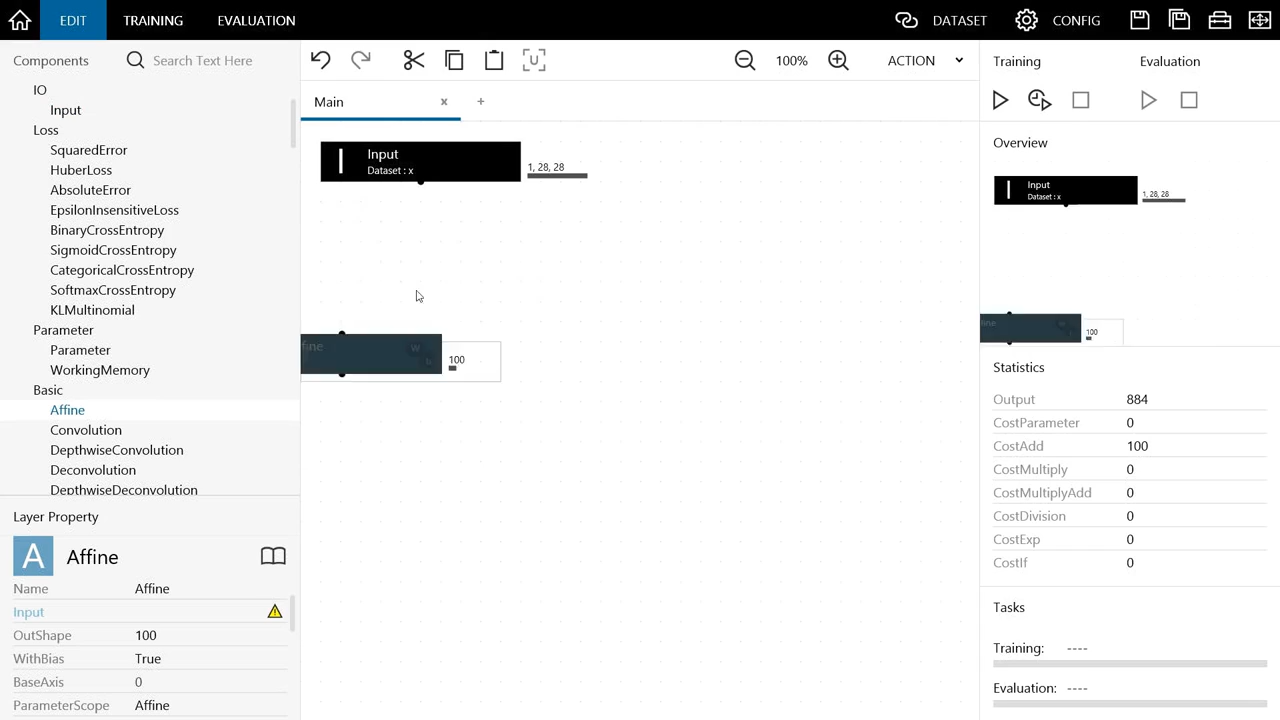 EDIT TRAINING EVALUATION DATASET CONFIG
Components Search Text Here 100% ACTION Training Evaluation
IO
Input
Loss
SquaredError
HuberLoss
AbsoluteError
EpsilonInsensitiveLoss
BinaryCrossEntropy
SigmoidCrossEntropy
CategoricalCrossEntropy
SoftmaxCrossEntropy
KLMultinomial
Parameter
Parameter
WorkingMemory
Basic
Affine
Convolution
DepthwiseConvolution
Deconvolution
DepthwiseDeconvolution
Layer Property
A Affine
Name Affine
Input
OutShape 100
WithBias True
BaseAxis 0
ParameterScope Affine
Main x +
I Input
Dataset : x
1, 28, 28
fine W
b
100
Overview
I Input
Dataset : x
1, 28, 28
ffine W
b
100
Statistics
Output 884
CostParameter 0
CostAdd 100
CostMultiply 0
CostMultiplyAdd 0
CostDivision 0
CostExp 0
CostIf 0
Tasks
Training: ----
Evaluation: ----